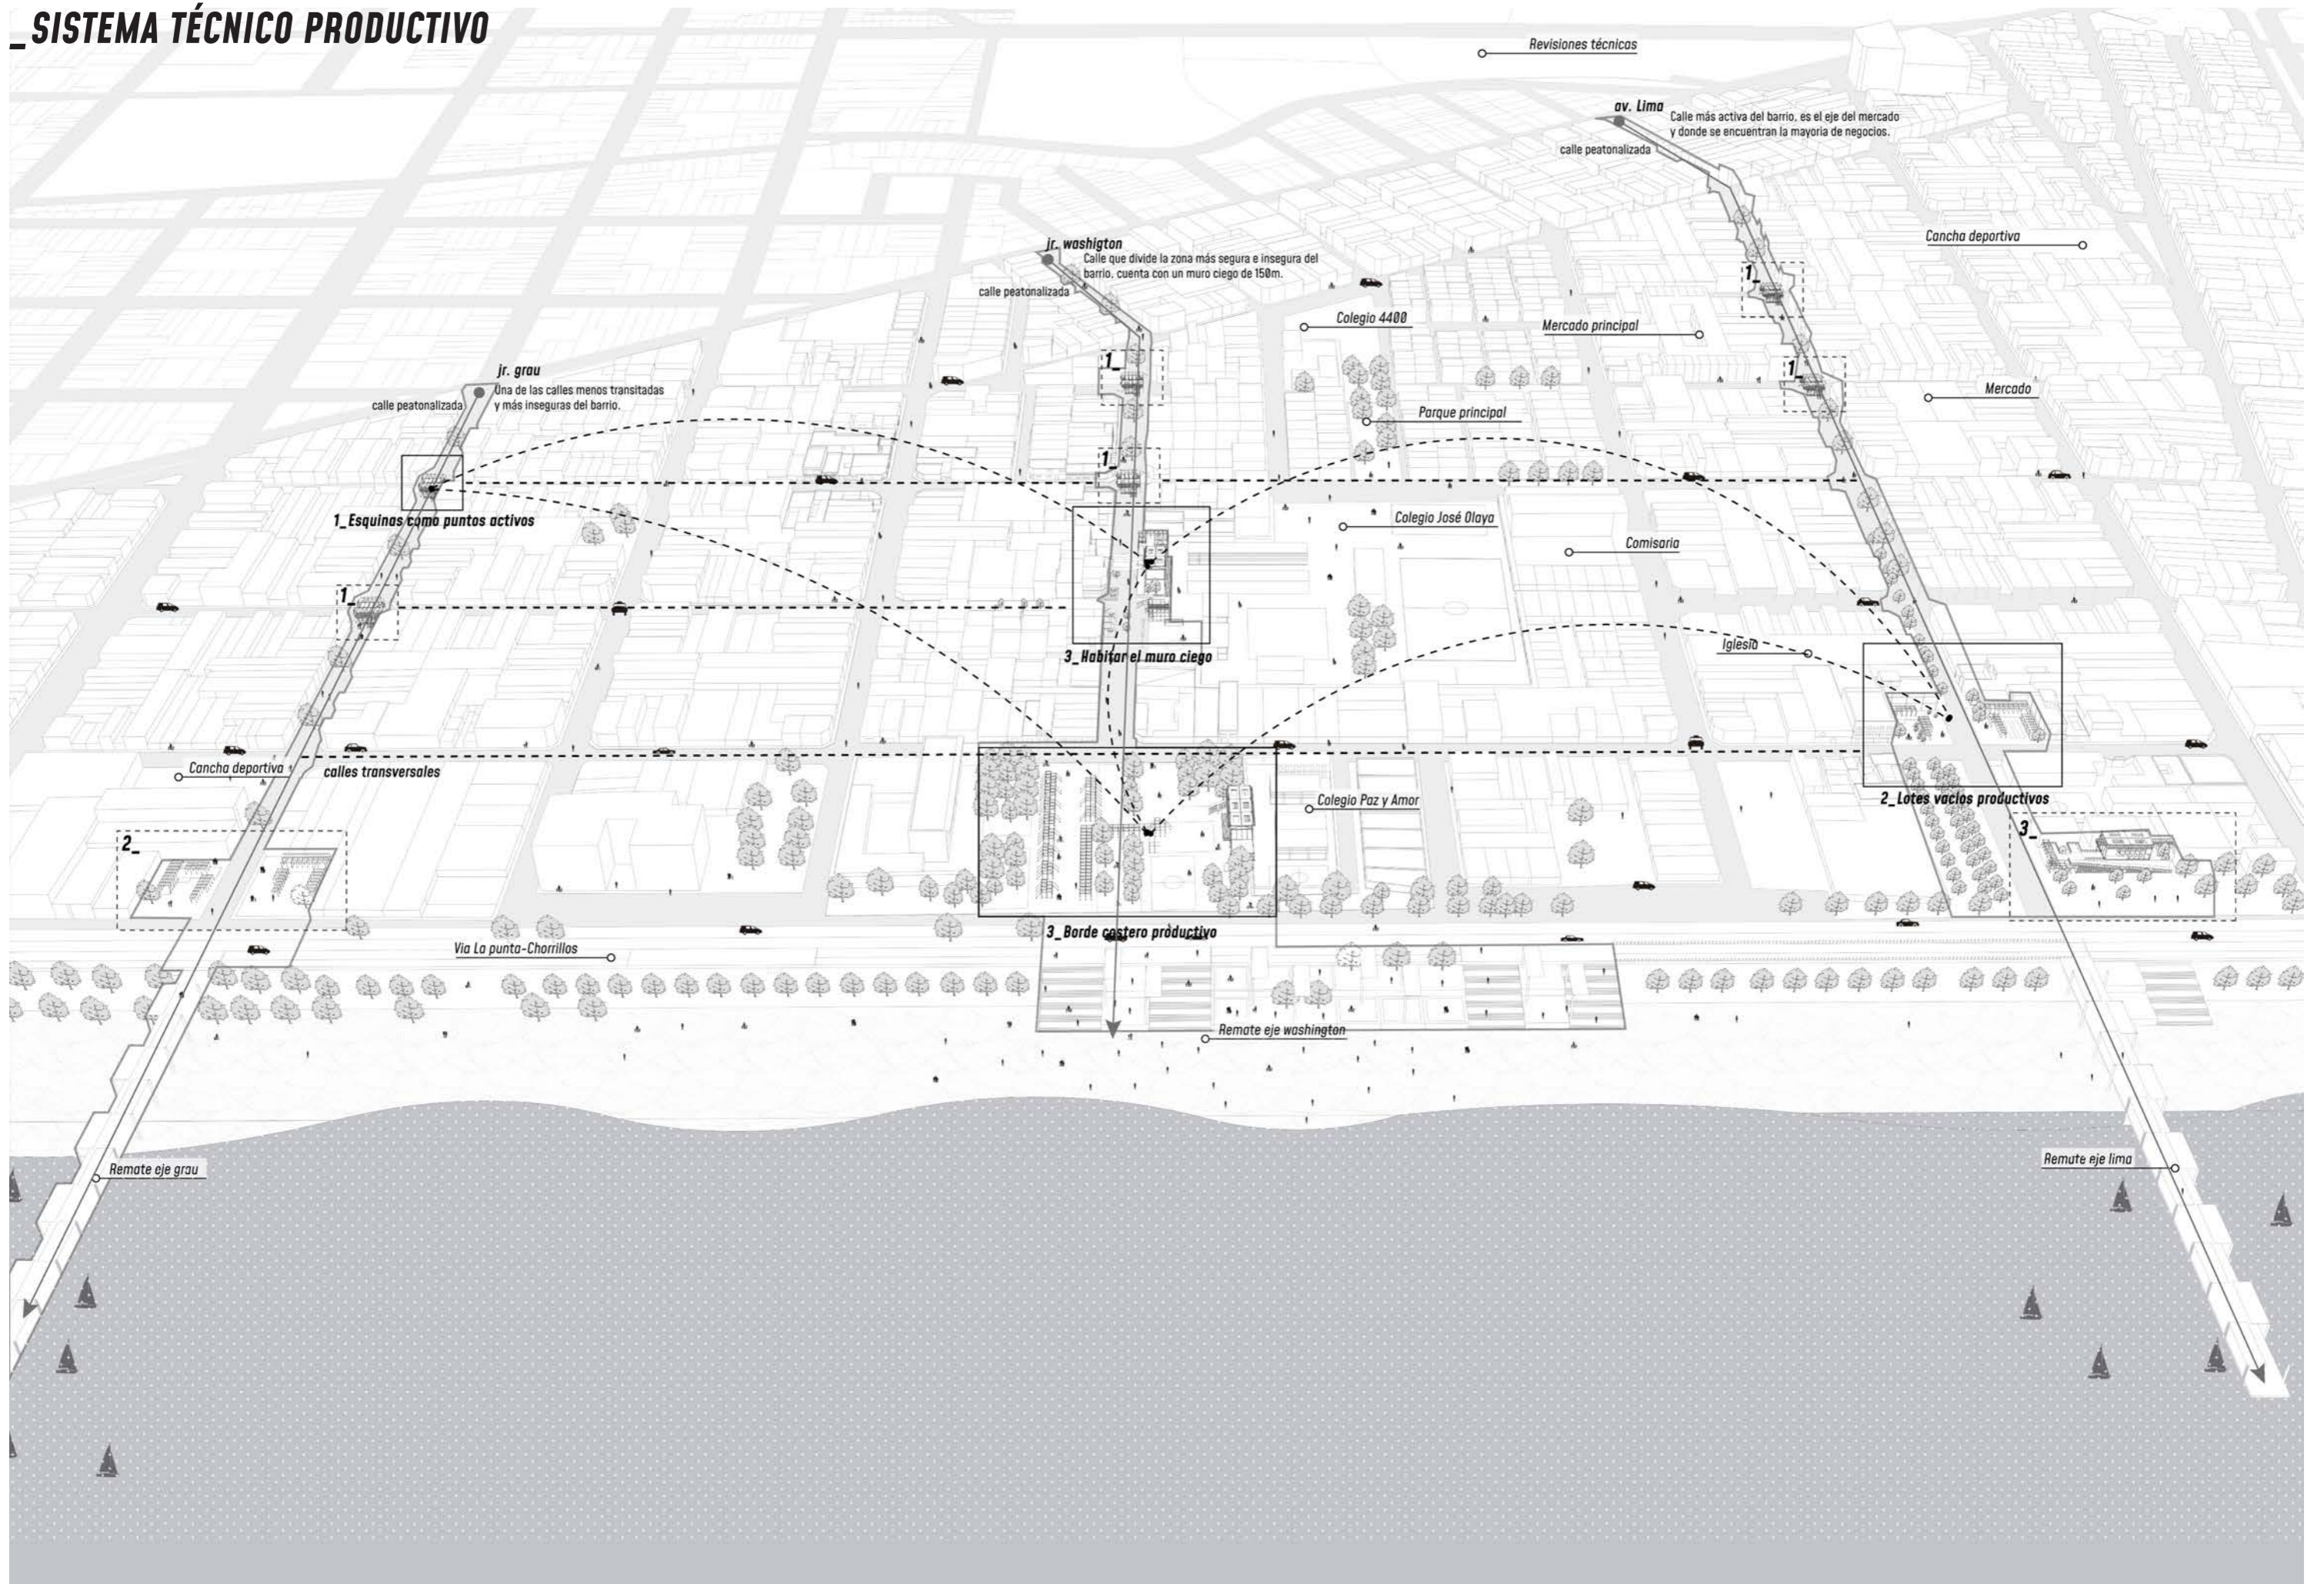 _SISTEMA TÉCNICO PRODUCTIVO
Revisiones técnicas
av. Lima
Calle más activa del barrio, es el eje del mercado
y donde se encuentran la mayoria de negocios.
calle peatonalizada
Cancha deportiva
jr. washigton
Calle que divide la zona más segura e insegura del
barrio, cuenta con un muro ciego de 150m.
calle peatonalizada
1_
Colegio 4400
Mercado principal
1_
1_
jr. grau
Una de las calles menos transitadas
y más inseguras del barrio.
calle peatonalizada
Mercado
Parque principal
1_
1_Esquinas como puntos activos
Colegio José Olaya
Comisaria
1_
3_Habitar el muro ciego
Iglesia
Cancha deportiva
calles transversales
Colegio Paz y Amor
2_Lotes vacios productivos
2_
3_
3_Borde costero productivo
Via La punta-Chorrillos
Remate eje washington
Remate eje grau
Remate eje lima